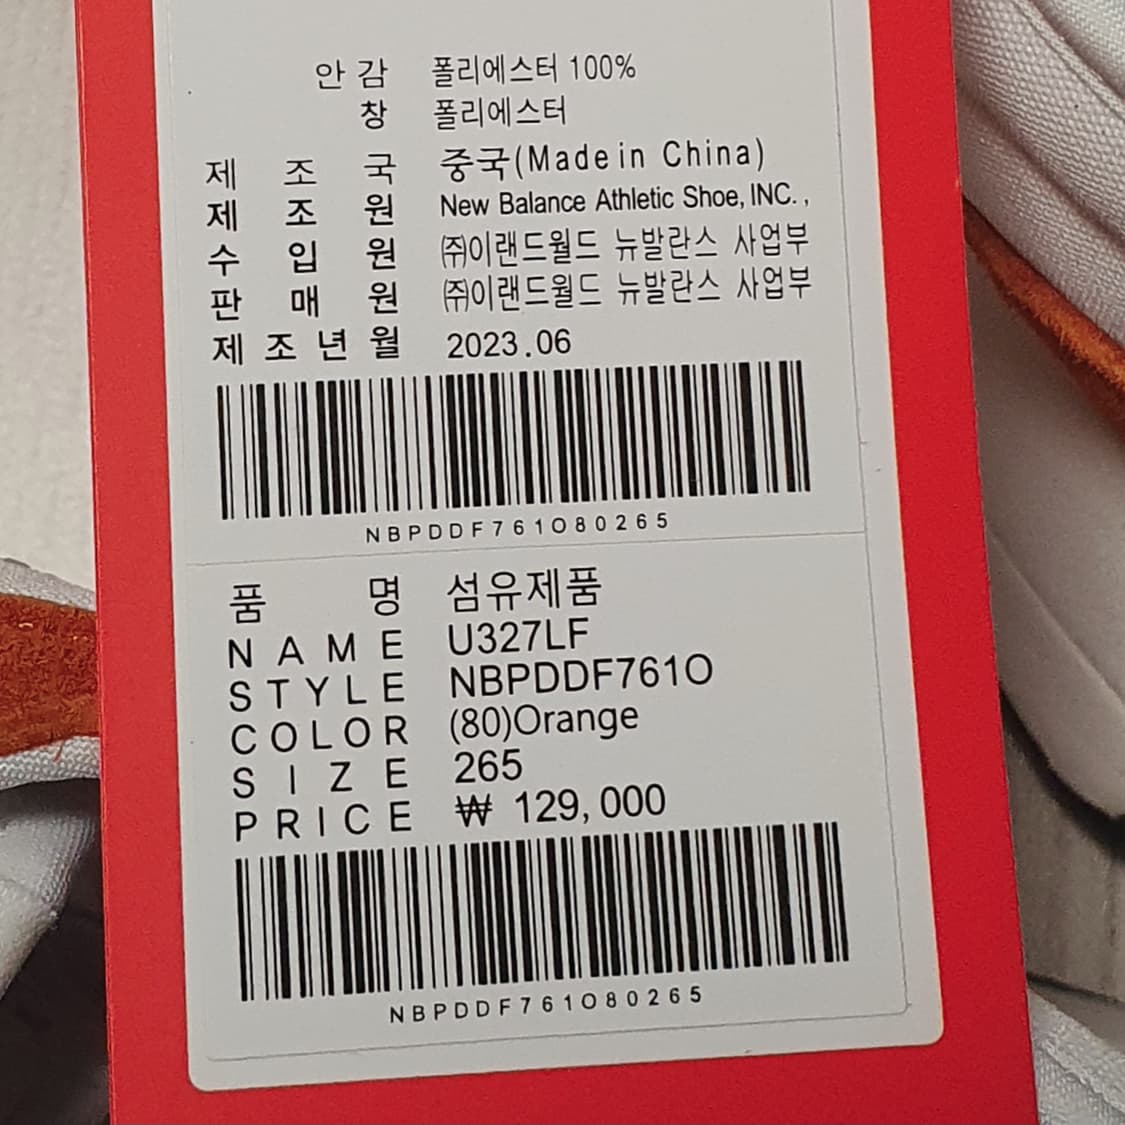 안 감 폴리에스터 100%
창 폴리에스터
제 조 국 중국(Made in China)
제 조 원 New Balance Athletic Shoe, INC. ,
수 입 원 ㈜이랜드월드 뉴발란스 사업부
판 매 원 ㈜이랜드월드 뉴발란스 사업부
제 조 년 월 2023.06
NBPDDF761O80265
품 명 섬유제품
NAME U327LF
STYLE NBPDDF761O
COLOR (80)Orange
SIZE 265
PRICE ₩ 129,000
NBPDDF761O80265